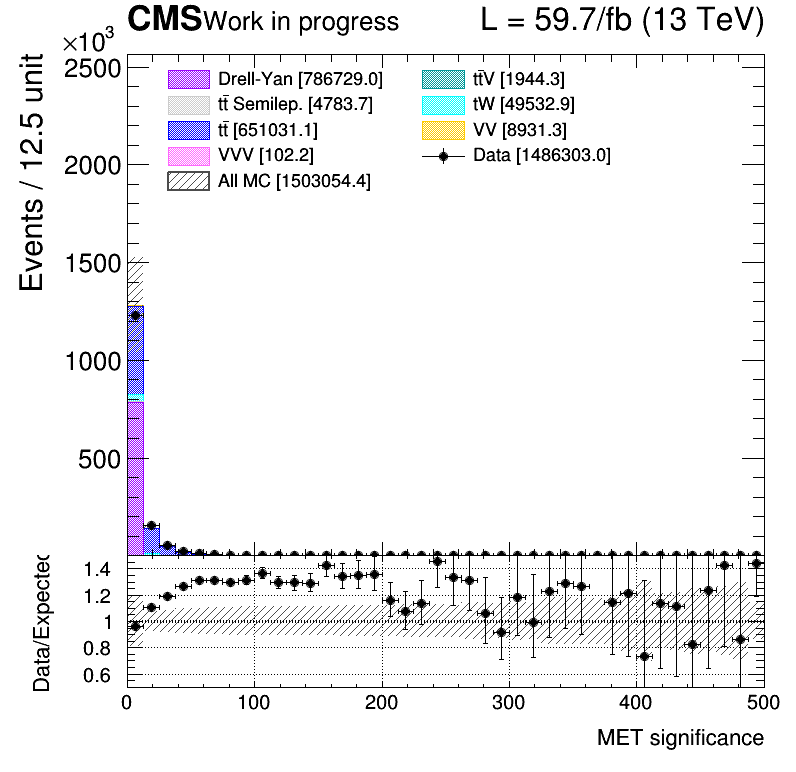 CMS Work in progress L = 59.7/fb (13 TeV)
×10³
Events / 12.5 unit
2500
2000
1500
1000
500
Drell-Yan [786729.0]
tt̄ Semilep. [4783.7]
tt̄ [651031.1]
VVV [102.2]
All MC [1503054.4]
tt̄V [1944.3]
tW [49532.9]
VV [8931.3]
Data [1486303.0]
Data/Expected
1.4
1.2
1
0.8
0.6
0 100 200 300 400 500
MET significance